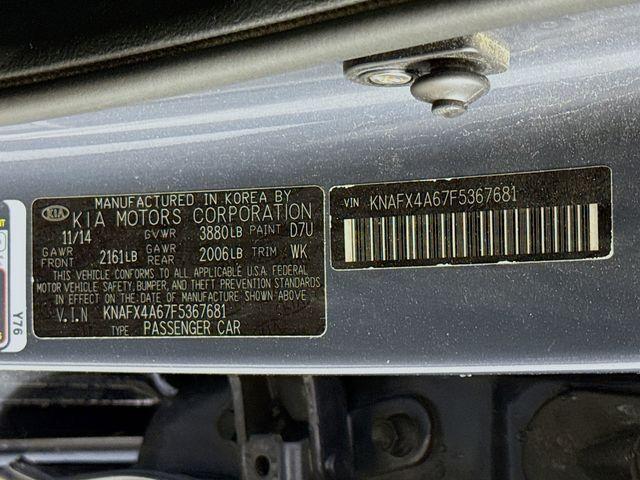 KIA
MANUFACTURED IN KOREA BY
KIA MOTORS CORPORATION
11/14 GVWR 3880LB PAINT D7U
GAWR FRONT 2161LB GAWR REAR 2006LB TRIM WK
THIS VEHICLE CONFORMS TO ALL APPLICABLE U.S.A. FEDERAL
MOTOR VEHICLE SAFETY, BUMPER, AND THEFT PREVENTION STANDARDS
IN EFFECT ON THE DATE OF MANUFACTURE SHOWN ABOVE
V.I.N KNAFX4A67F5367681
TYPE PASSENGER CAR
VIN KNAFX4A67F5367681
Y76